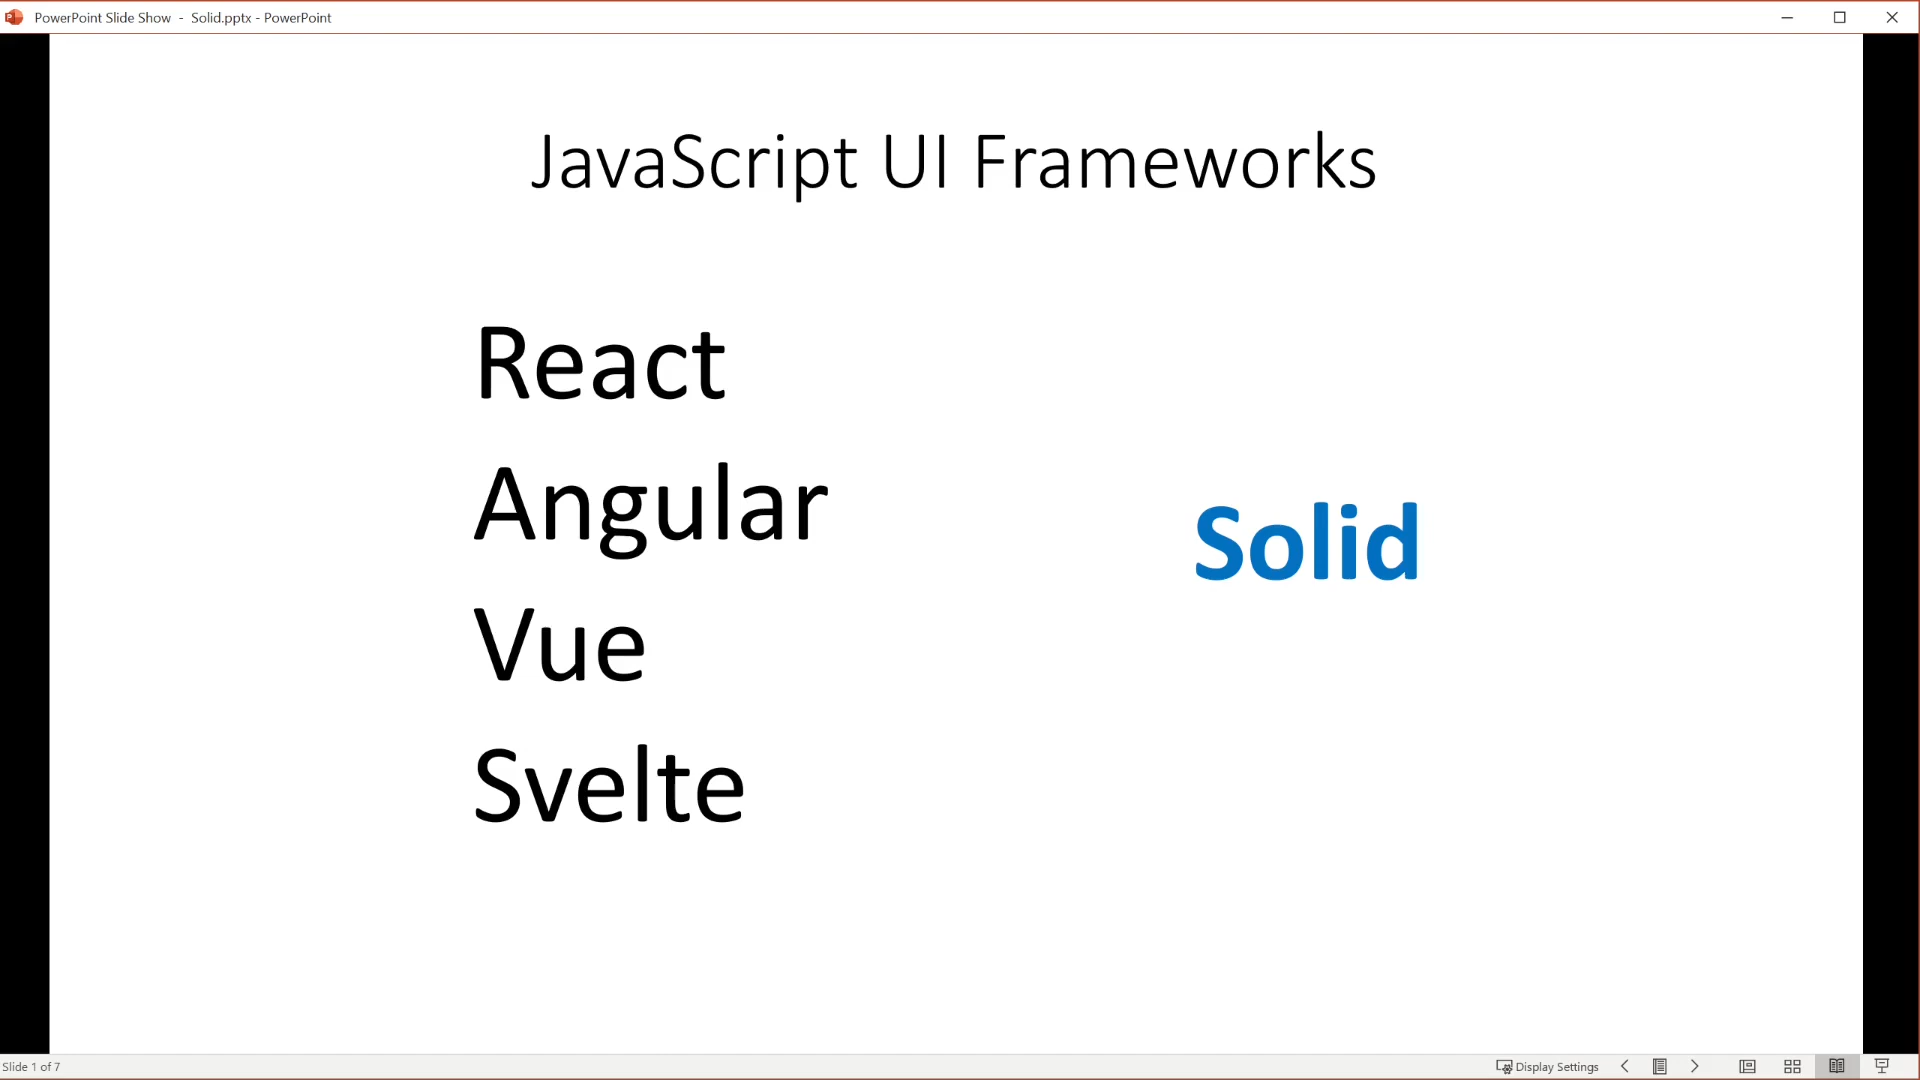 PowerPoint Slide Show - Solid.pptx - PowerPoint
JavaScript UI Frameworks
React
Angular
Vue
Svelte
Solid
Slide 1 of 7
Display Settings